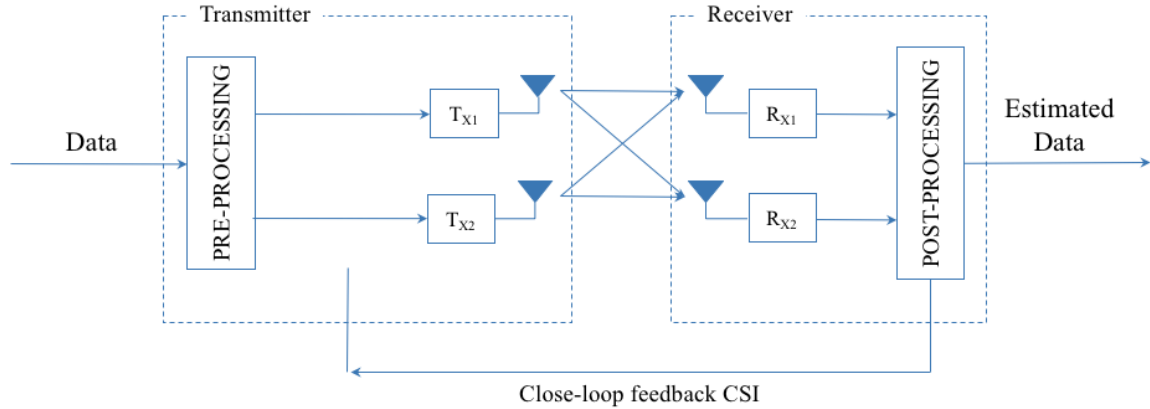 Transmitter
Receiver
Data
PRE-PROCESSING
TX1
TX2
RX1
RX2
POST-PROCESSING
Estimated
Data
Close-loop feedback CSI